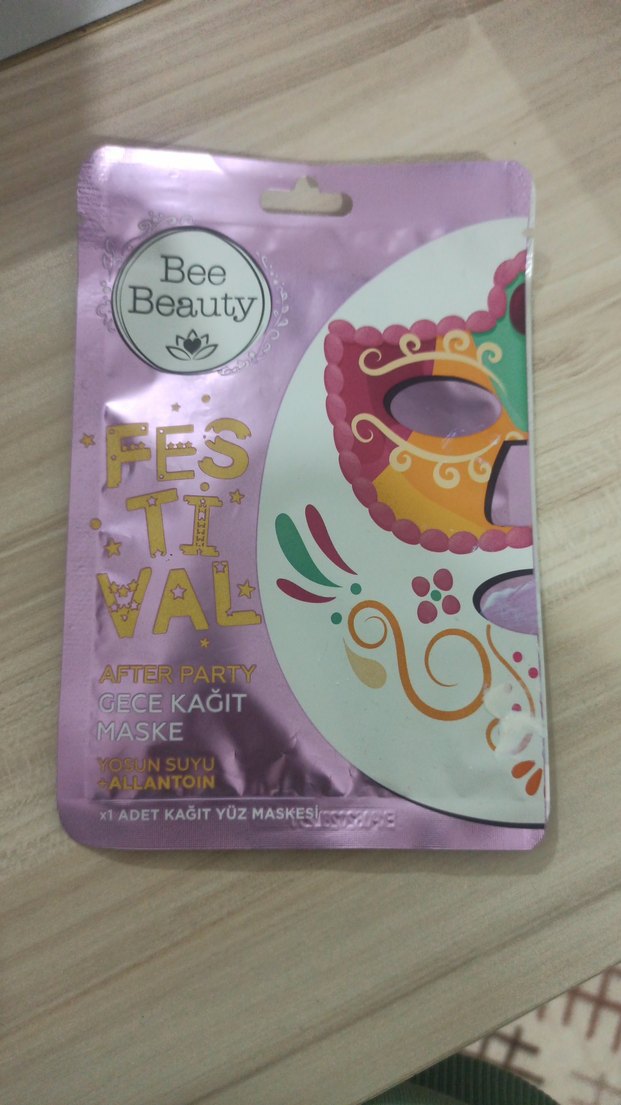 Bee
Beauty
FES
TI
VAL
AFTER PARTY
GECE KAĞIT
MASKE
YOSUN SUYU
+ALLANTOIN
x1 ADET KAĞIT YÜZ MASKESİ